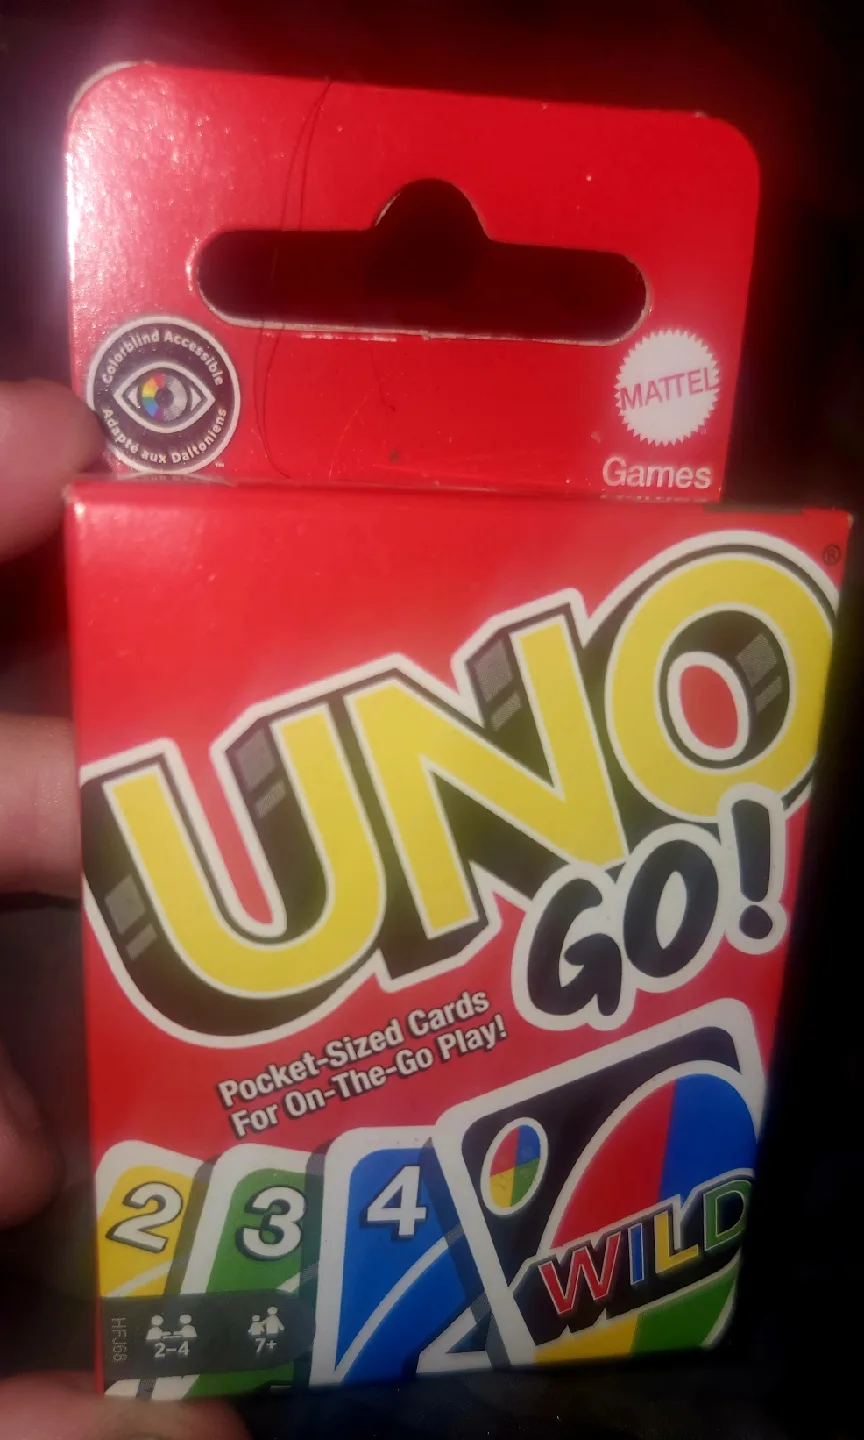 Colorblind Accessible
Adapté aux Daltoniens
™
MATTEL
Games
UNO®
GO!
Pocket-Sized Cards
For On-The-Go Play!
2
3
4
WILD
HFJ68
2-4
7+